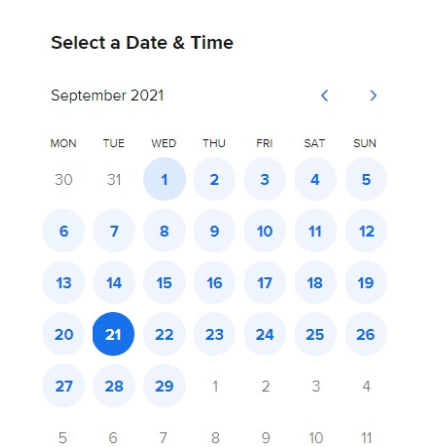 Select a Date & Time
September 2021
MON TUE WED THU FRI SAT SUN
30 31 1 2 3 4 5
6 7 8 9 10 11 12
13 14 15 16 17 18 19
20 21 22 23 24 25 26
27 28 29 1 2 3 4
5 6 7 8 9 10 11